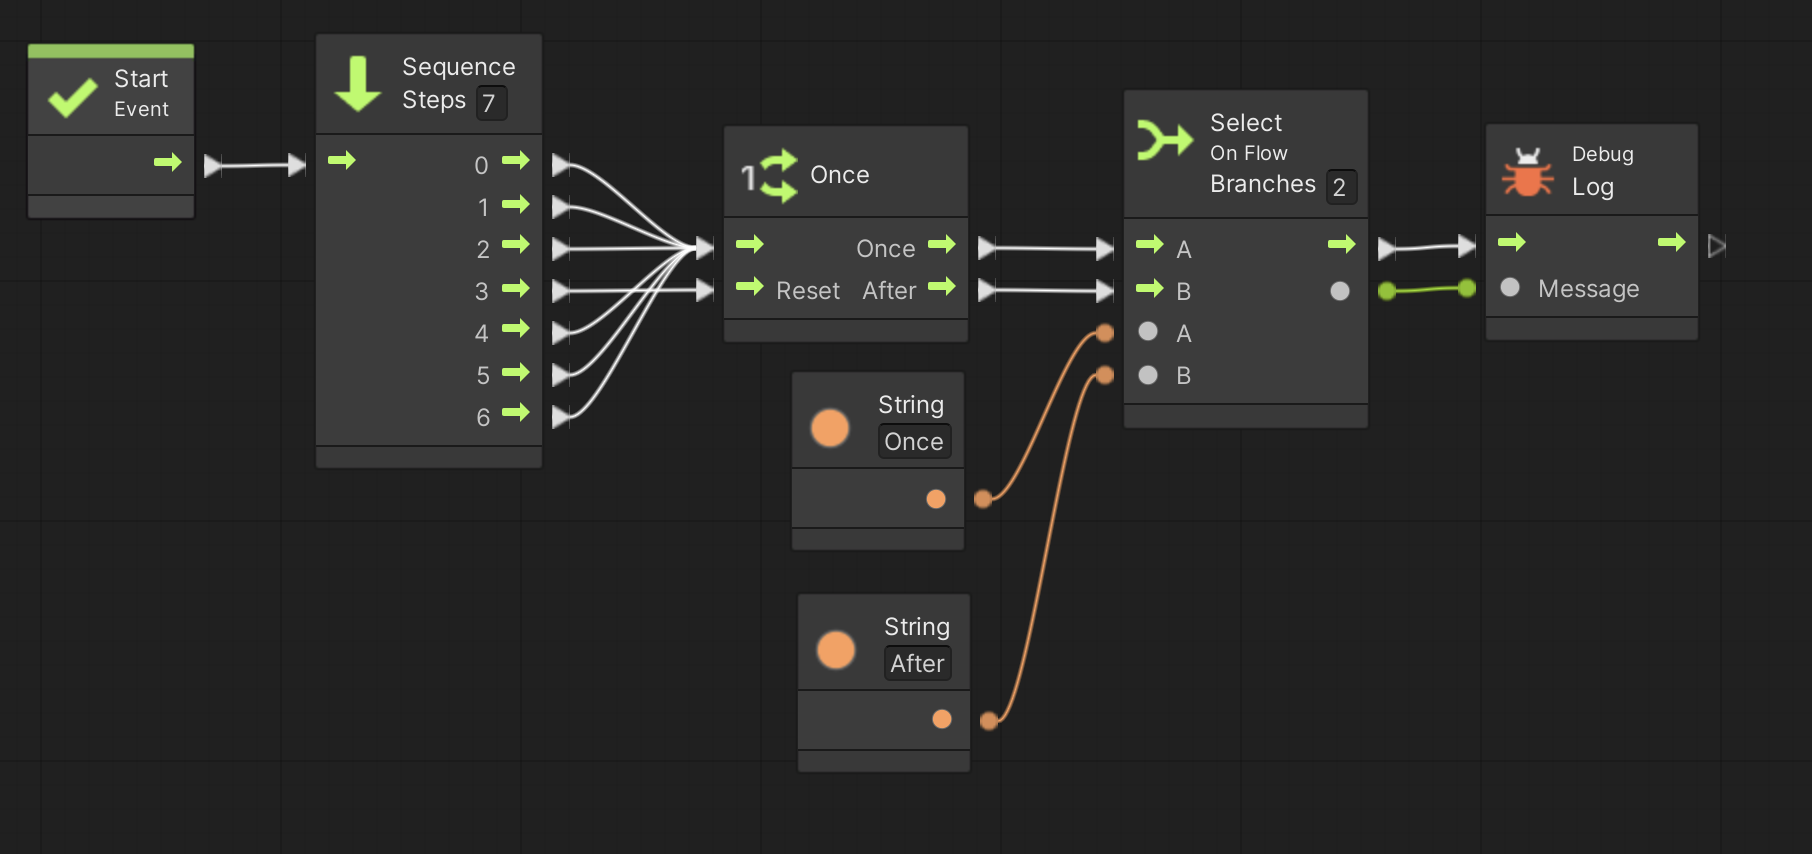 Start
Event
Sequence
Steps 7
0
1
2
3
4
5
6
1 Once
Once
Reset After
String
Once
String
After
Select
On Flow
Branches 2
A
B
A
B
Debug
Log
Message